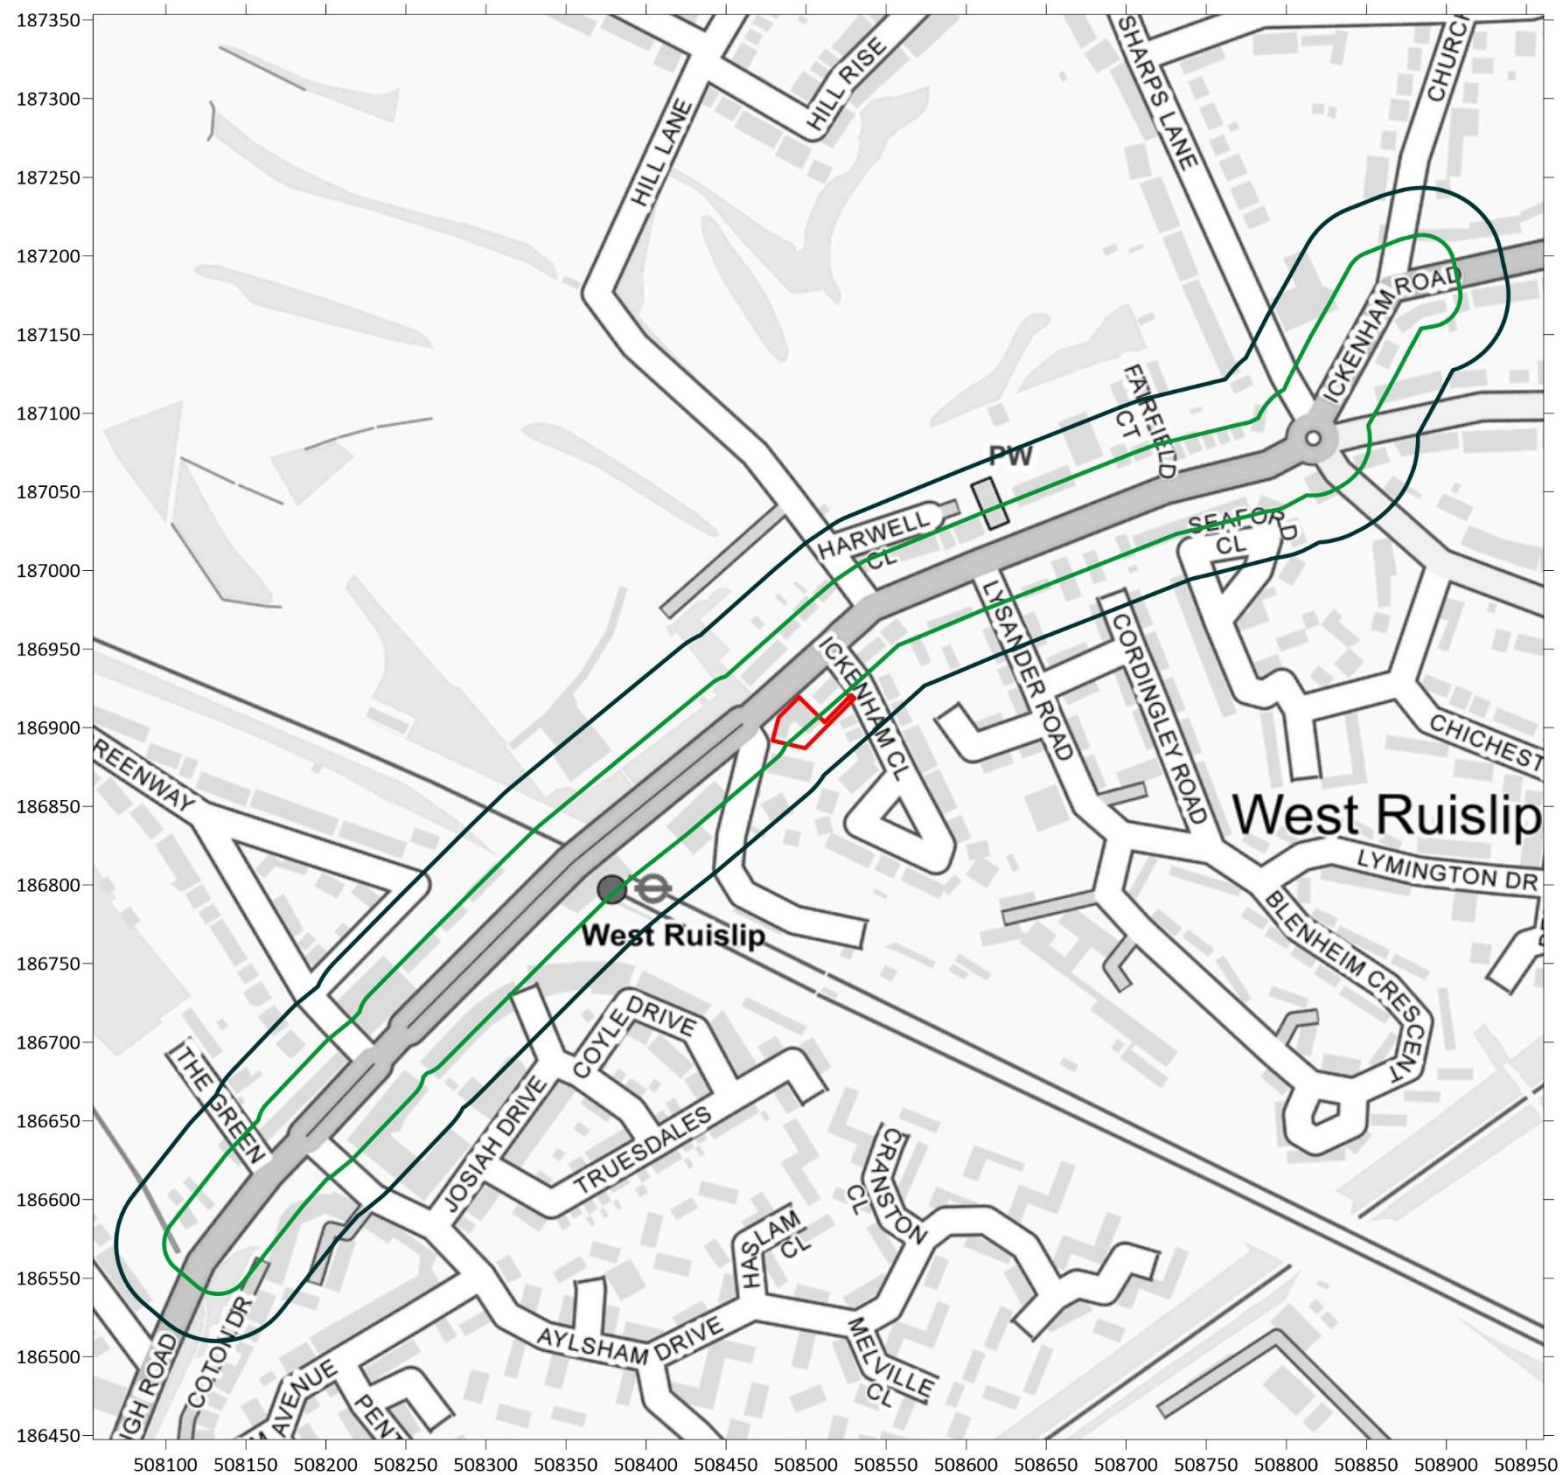 187350
187300
187250
187200
187150
187100
187050
187000
186950
186900
186850
186800
186750
186700
186650
186600
186550
186500
186450
HILL LANE
HILL RISE
SHARPS LANE
CHURCH
ICKENHAM ROAD
FAIRFIELD
CT
PW
HARWELL
CL
SEAFORD
CL
ICKENHAM CL
LYSANDER ROAD
CORDINGLEY ROAD
CHICHEST
REENWAY
West Ruislip
LYMINGTON DR
BLENHEIM CRESCENT
West Ruislip
THE GREEN
COYLE DRIVE
JOSIAH DRIVE
TRUESDALES
CRANSTON
CL
HASLAM
CL
AYLSHAM DRIVE
MELVILLE
CL
IGH ROAD
COTON DR
M AVENUE
PENT
508100 508150 508200 508250 508300 508350 508400 508450 508500 508550 508600 508650 508700 508750 508800 508850 508900 508950